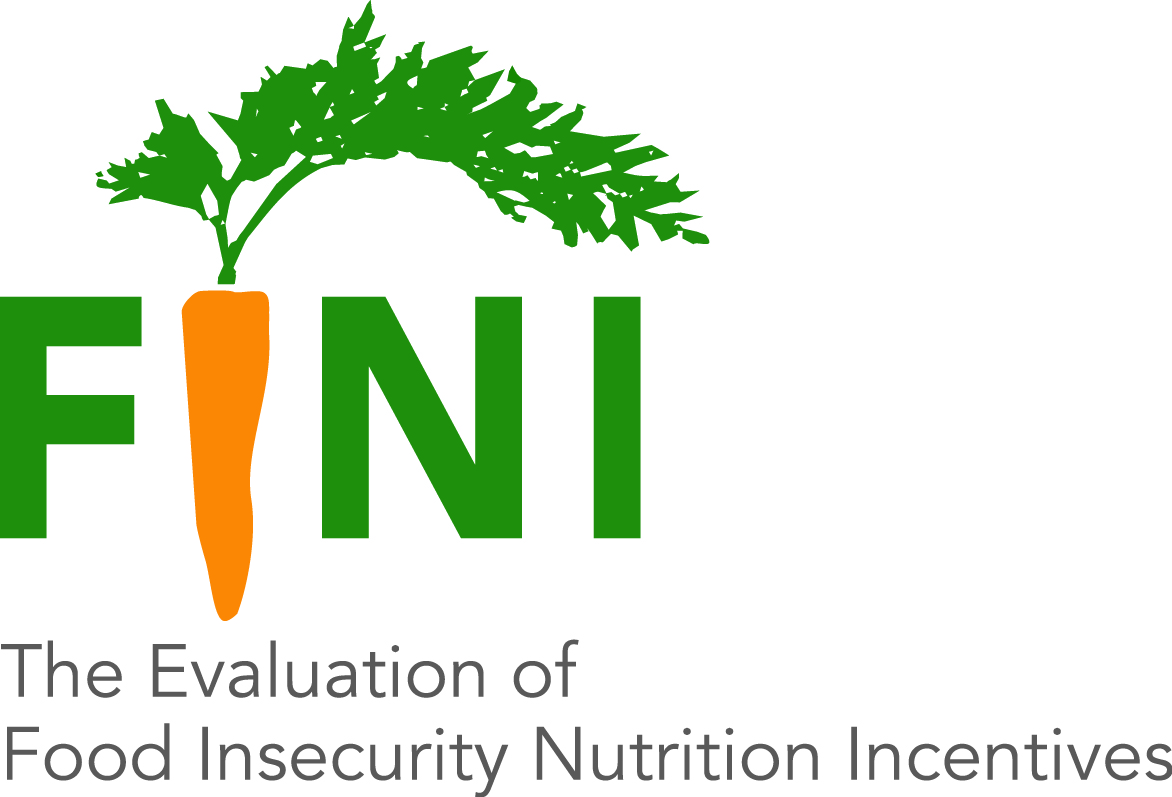 FINI
The Evaluation of
Food Insecurity Nutrition Incentives